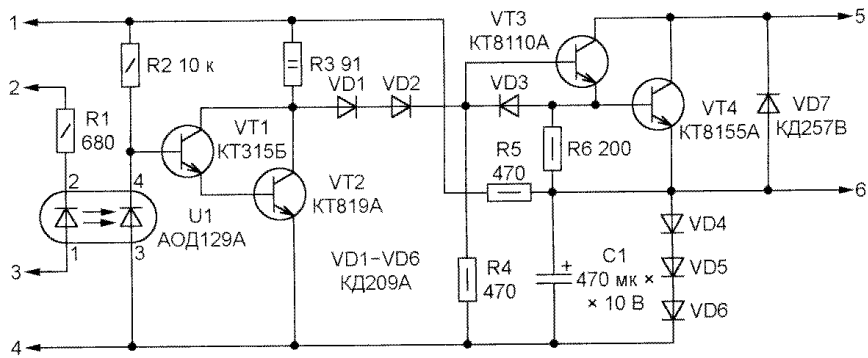 1
2
3
4
5
6
R2 10 к
R3 91
VD1
VD2
VT3
КТ8110А
VD3
VT4
КТ8155А
VD7
КД257В
R1
680
VT1
КТ315Б
VT2
КТ819А
R5
470
R6 200
2
4
1
3
U1
АОД129А
VD1–VD6
КД209А
R4
470
C1
+
470 мк ×
× 10 В
VD4
VD5
VD6